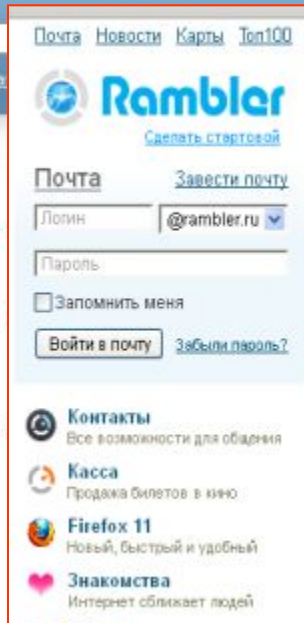 Почта Новости Карты Топ100
Rambler
Сделать стартовой
Почта Завести почту
Логин @rambler.ru
Пароль
Запомнить меня
Войти в почту Забыли пароль?
Контакты
Все возможности для общения
Касса
Продажа билетов в кино
Firefox 11
Новый, быстрый и удобный
Знакомства
Интернет сближает людей